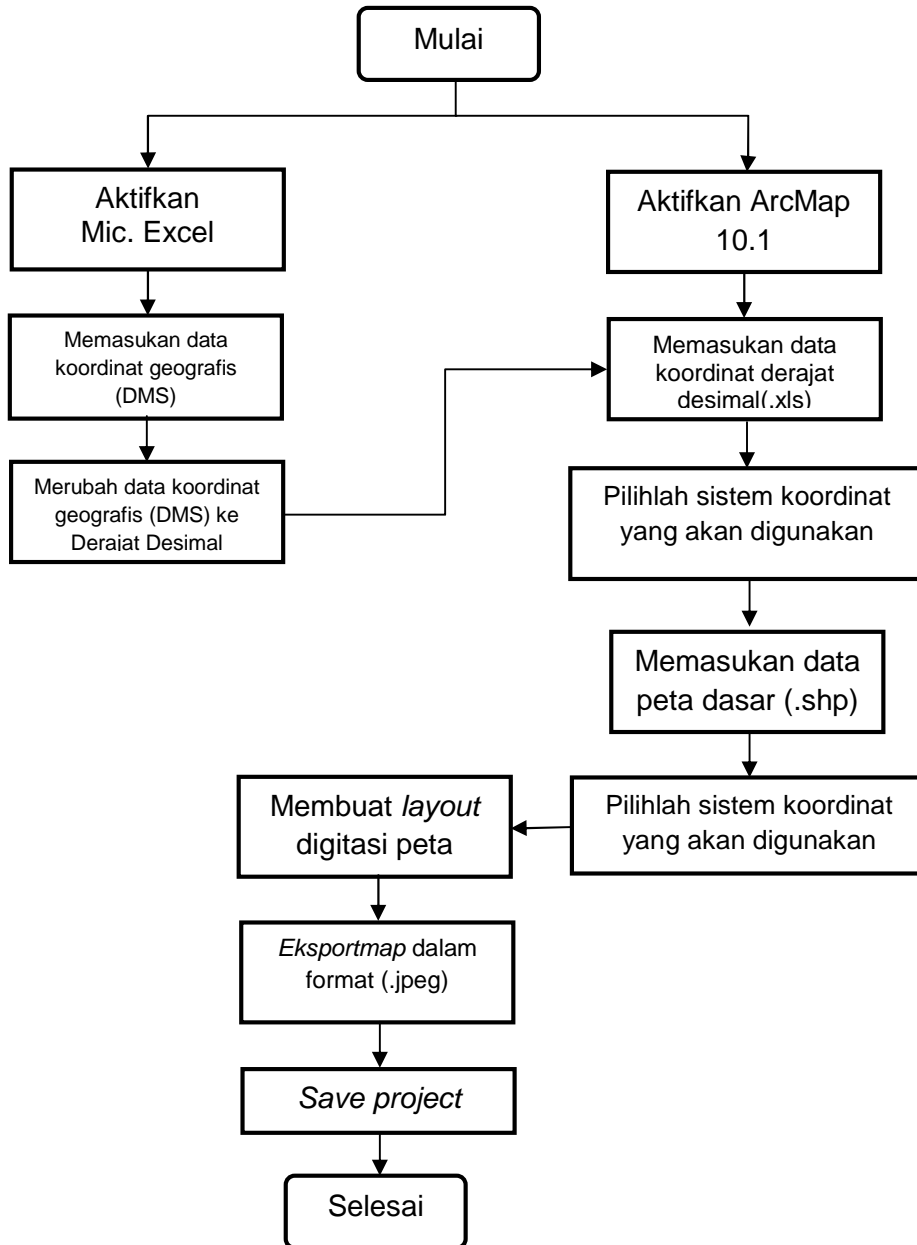 Mulai
Aktifkan
Mic. Excel
Memasukan data
koordinat geografis
(DMS)
Merubah data koordinat
geografis (DMS) ke
Derajat Desimal
Aktifkan ArcMap
10.1
Memasukan data
koordinat derajat
desimal(.xls)
Pilihlah sistem koordinat
yang akan digunakan
Memasukan data
peta dasar (.shp)
Pilihlah sistem koordinat
yang akan digunakan
Membuat layout
digitasi peta
Eksportmap dalam
format (.jpeg)
Save project
Selesai